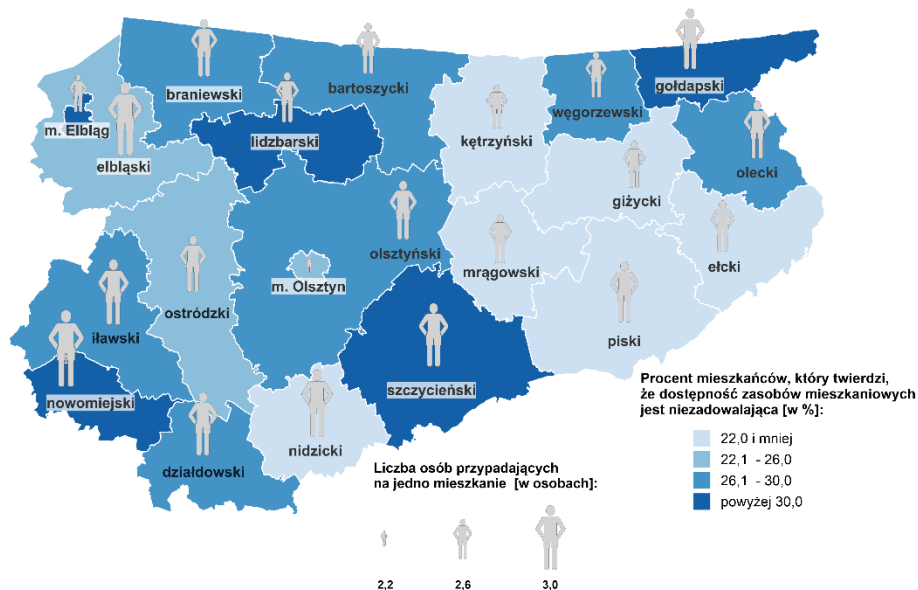 gołdapski
braniewski
bartoszycki
węgorzewski
m. Elbląg
lidzbarski
kętrzyński
elbląski
olecki
giżycki
olsztyński
mrągowski
ełcki
m. Olsztyn
ostródzki
iławski
piski
szczycieński
nowomiejski
nidzicki
działdowski
Procent mieszkańców, który twierdzi,
że dostępność zasobów mieszkaniowych
jest niezadowalająca [w %]:
22,0 i mniej
22,1 - 26,0
26,1 - 30,0
powyżej 30,0
Liczba osób przypadających
na jedno mieszkanie [w osobach]:
2,2 2,6 3,0